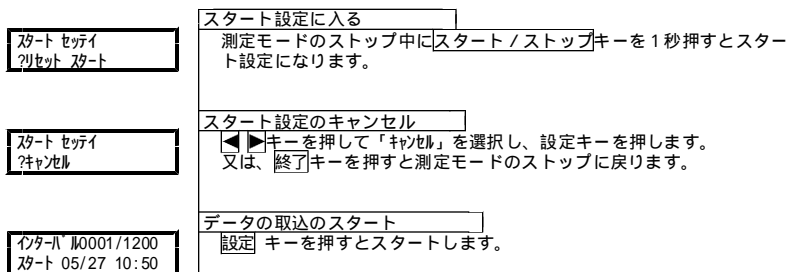 スタート設定に入る
ｽﾀｰﾄ ｾｯﾃｲ
?ﾘｾｯﾄ ｽﾀｰﾄ
測定モードのストップ中にスタート / ストップキーを１秒押すとスター
ト設定になります。
スタート設定のキャンセル
ｽﾀｰﾄ ｾｯﾃｲ
?ｷｬﾝｾﾙ
◀ ▶キーを押して「ｷｬﾝｾﾙ」を選択し、設定キーを押します。
又は、終了キーを押すと測定モードのストップに戻ります。
データの取込のスタート
ｲﾝﾀｰﾊﾞﾙ0001/1200
ｽﾀｰﾄ 05/27 10:50
設定 キーを押すとスタートします。